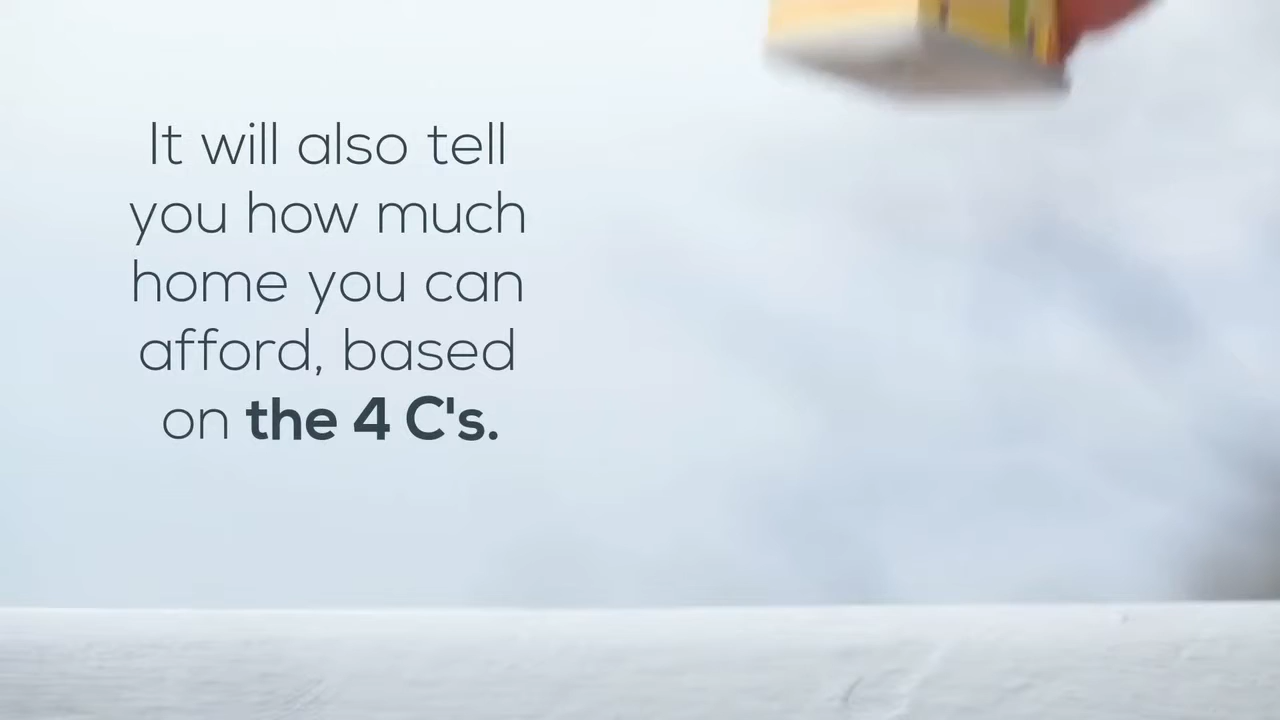 It will also tell
you how much
home you can
afford, based
on the 4 C's.